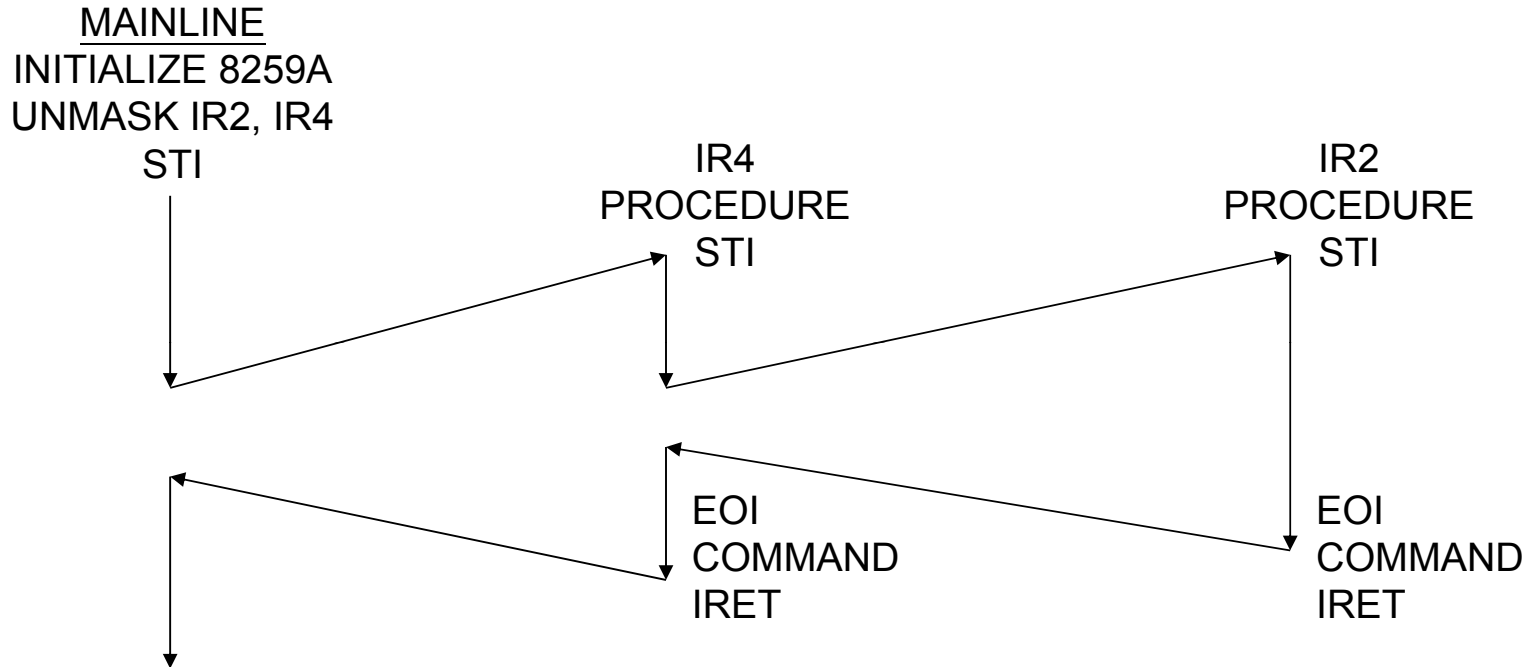 MAINLINE
INITIALIZE 8259A
UNMASK IR2, IR4
STI
IR4
PROCEDURE
STI
IR2
PROCEDURE
STI
EOI
COMMAND
IRET
EOI
COMMAND
IRET